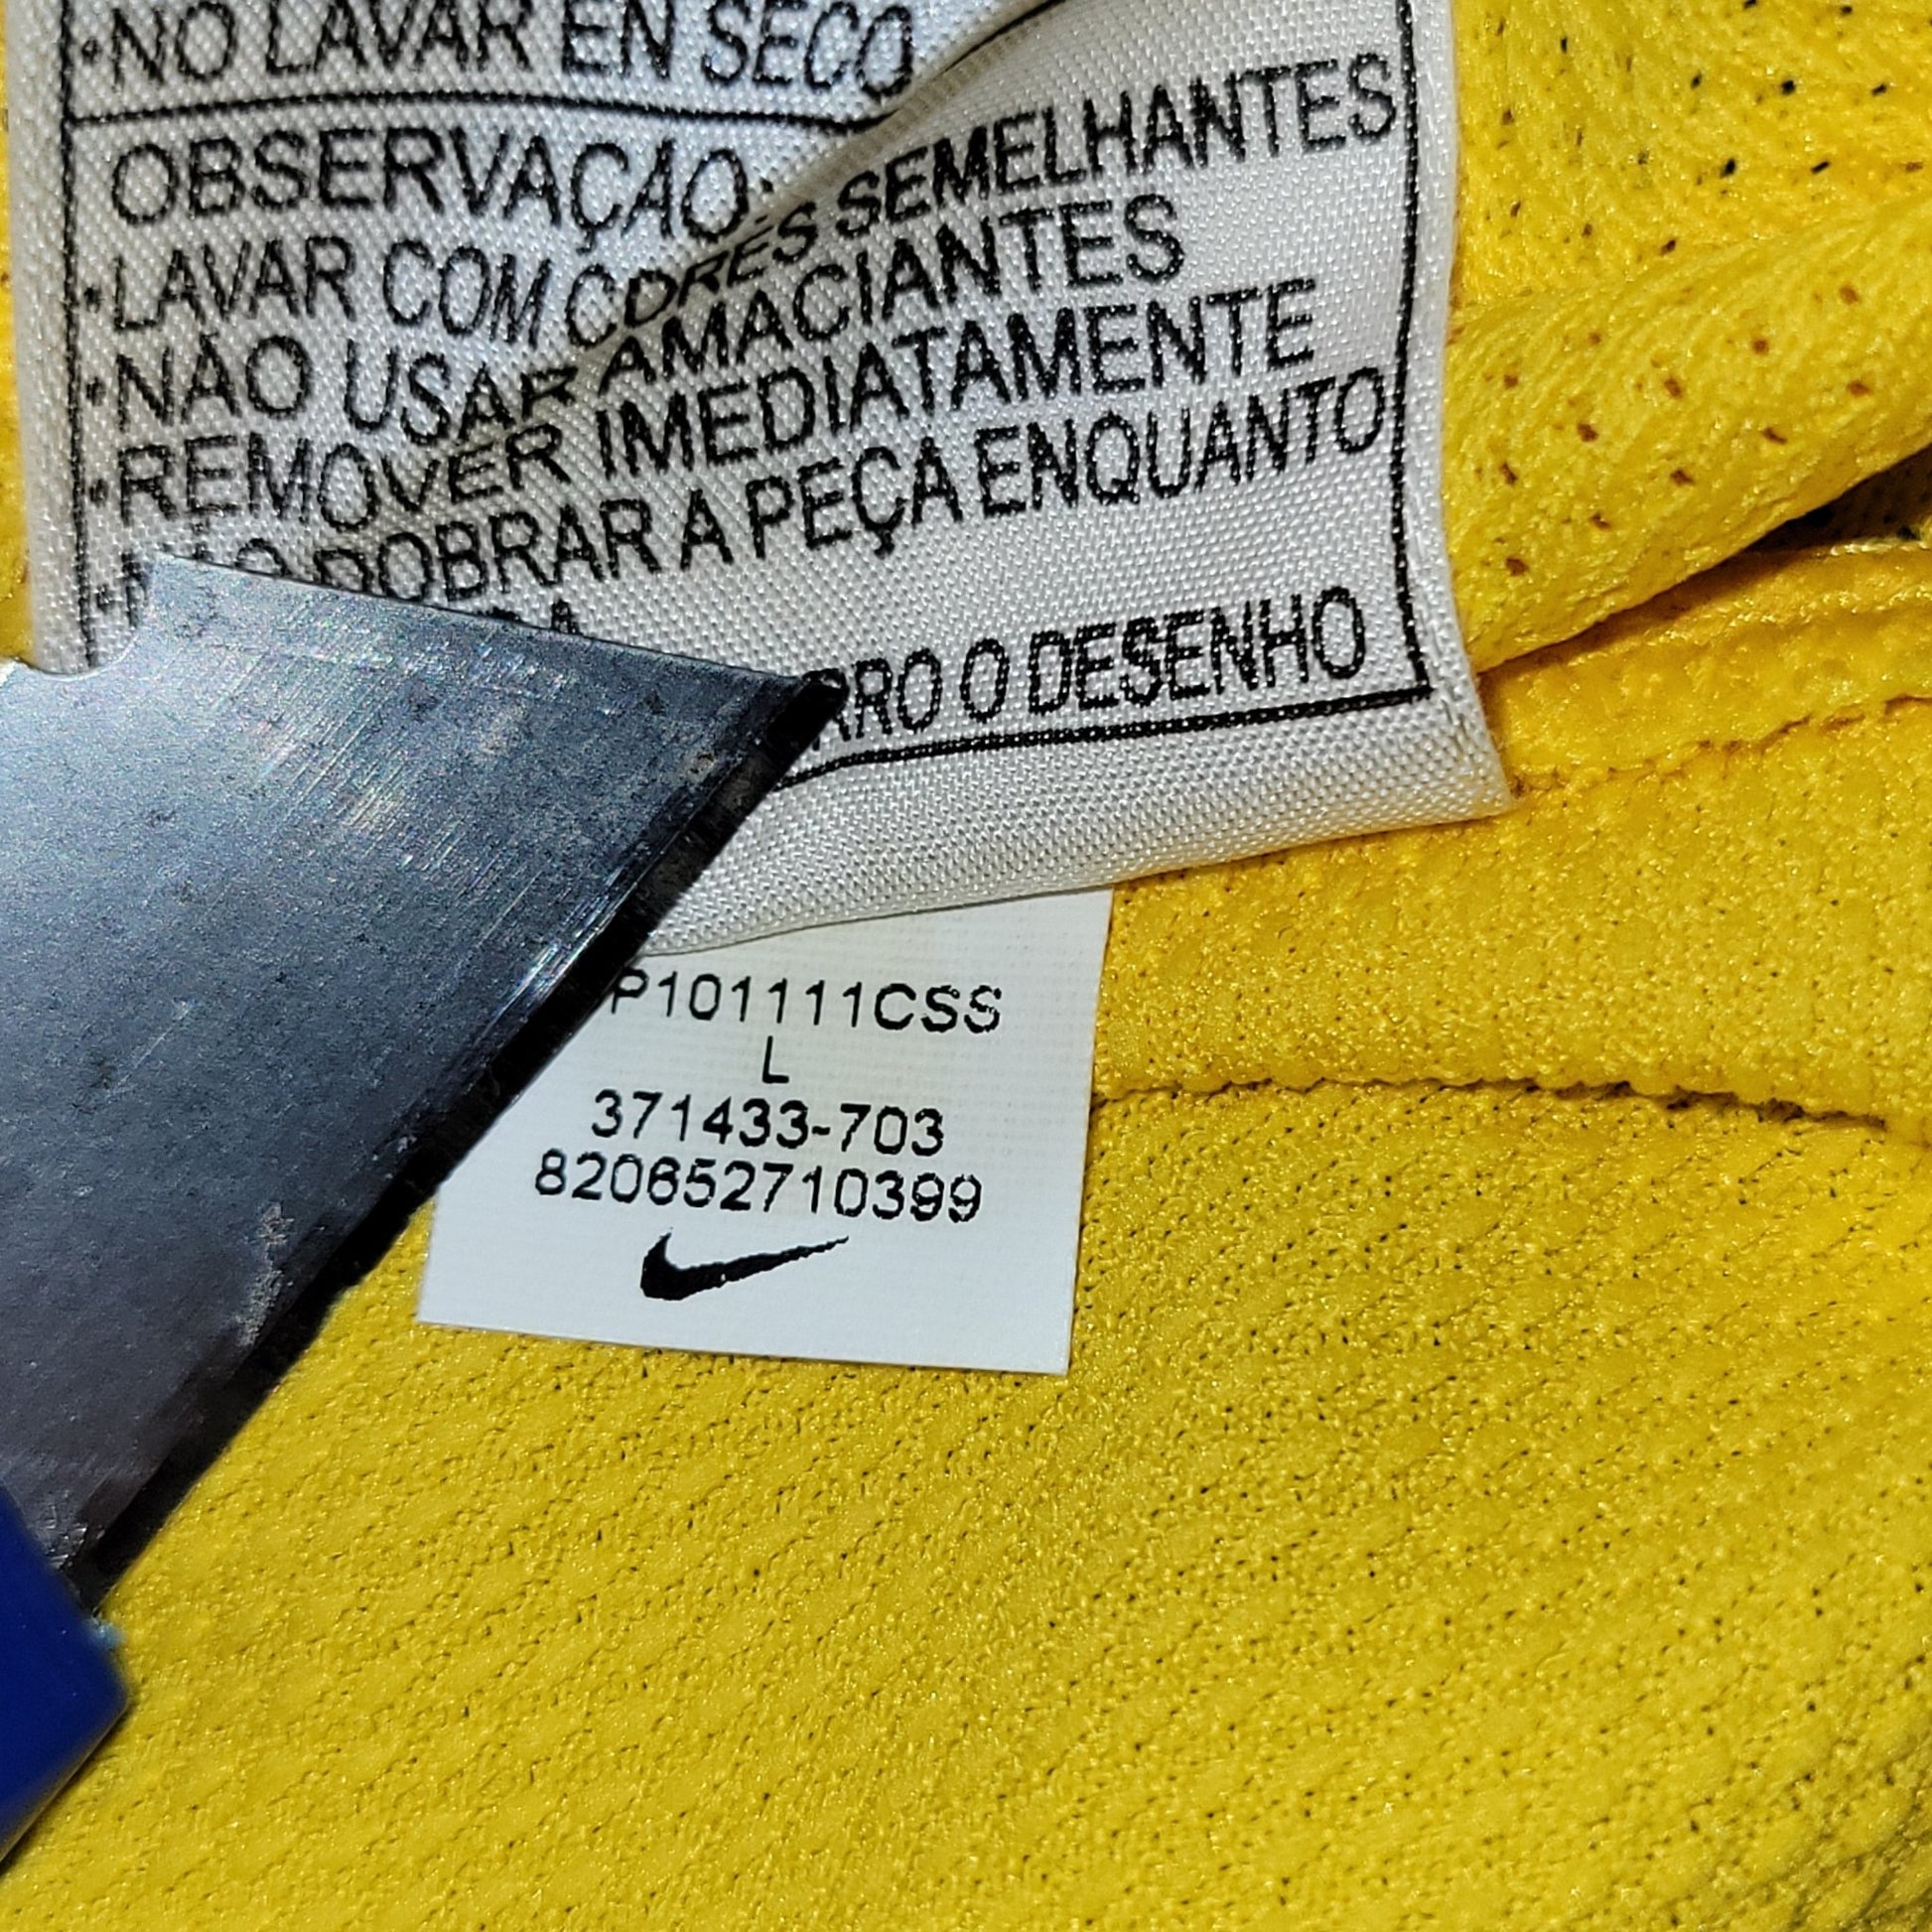 •NO LAVAR EN SECO
OBSERVAÇÃO:
•LAVAR COM CORES SEMELHANTES
•NÃO USAR AMACIANTES
•REMOVER IMEDIATAMENTE
•NÃO DOBRAR A PEÇA ENQUANTO
O DESENHO
P101111CSS
L
371433-703
820652710399